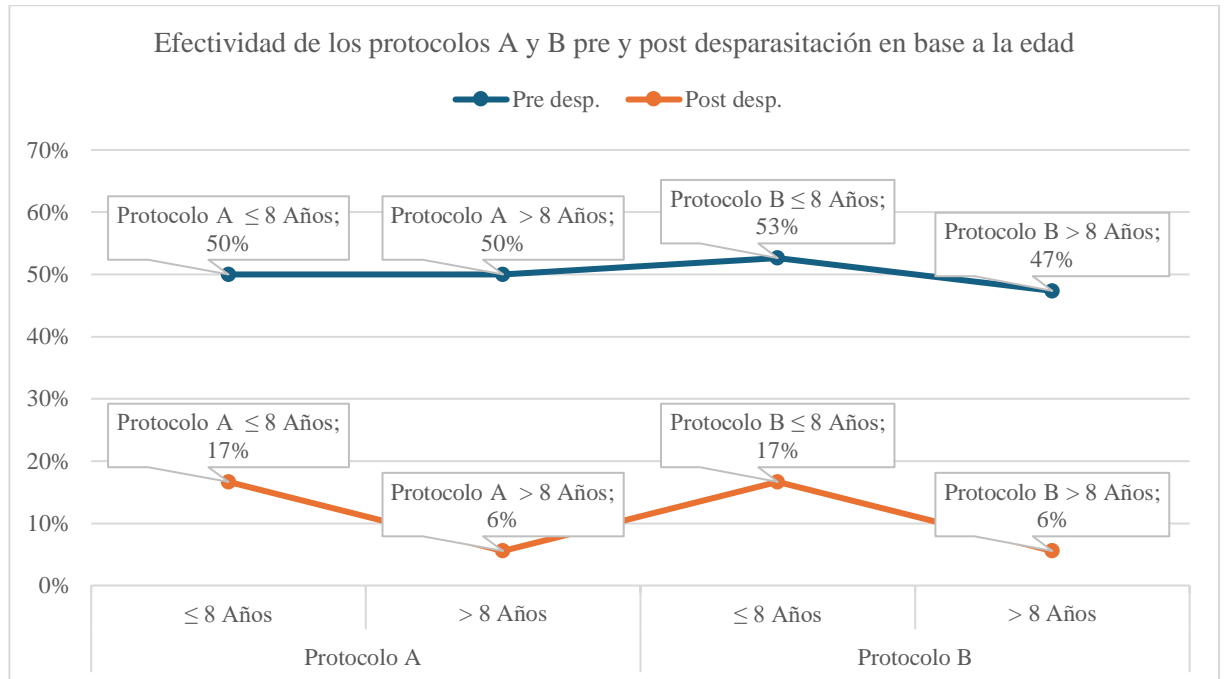 Efectividad de los protocolos A y B pre y post desparasitación en base a la edad
Pre desp.
Post desp.
70%
60%
50%
40%
30%
20%
10%
0%
Protocolo A ≤ 8 Años;
50%
Protocolo A > 8 Años;
50%
Protocolo B ≤ 8 Años;
53%
Protocolo B > 8 Años;
47%
Protocolo A ≤ 8 Años;
17%
Protocolo A > 8 Años;
6%
Protocolo B ≤ 8 Años;
17%
Protocolo B > 8 Años;
6%
≤ 8 Años
> 8 Años
≤ 8 Años
> 8 Años
Protocolo A
Protocolo B